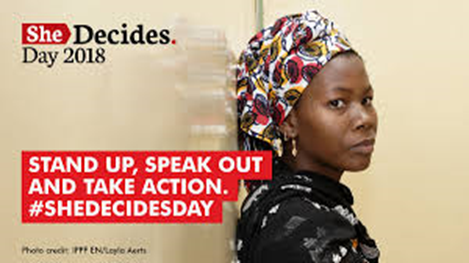 She Decides.
Day 2018
STAND UP, SPEAK OUT
AND TAKE ACTION.
#SHEDECIDESDAY
Photo credit: IPPF EN/Layla Aerts